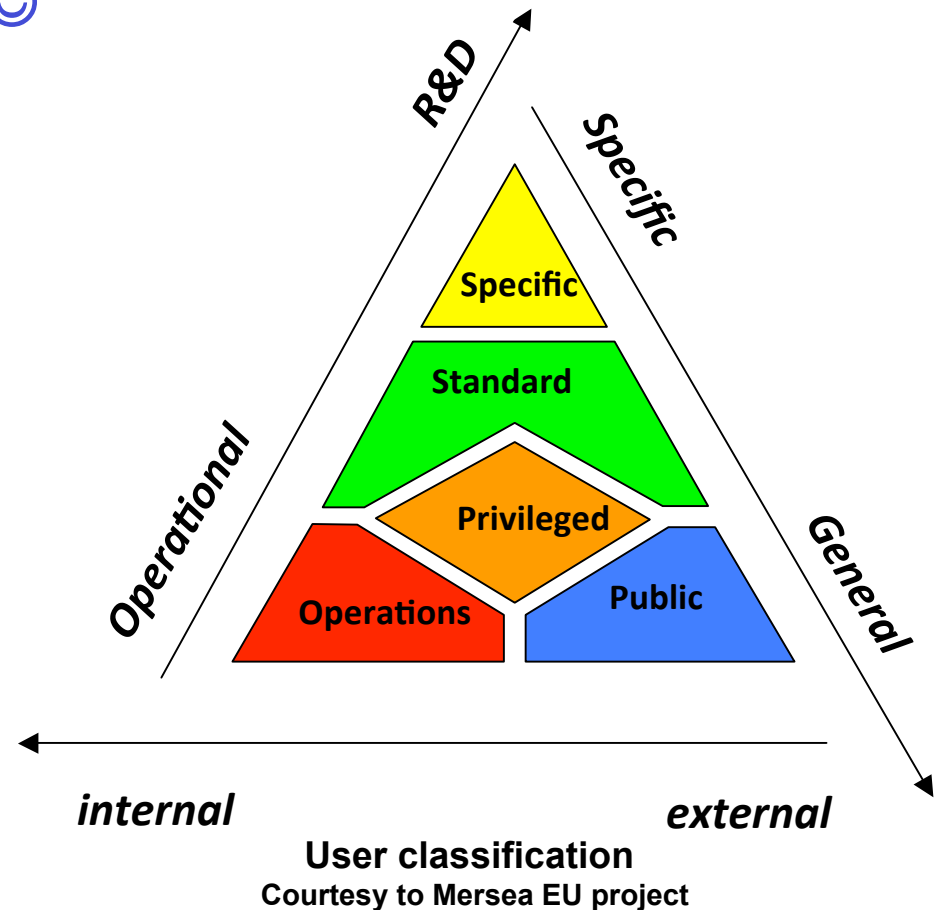 R&D
Specific
Specific
Standard
Operational
Privileged
General
Public
Operations
internal
external
User classification
Courtesy to Mersea EU project